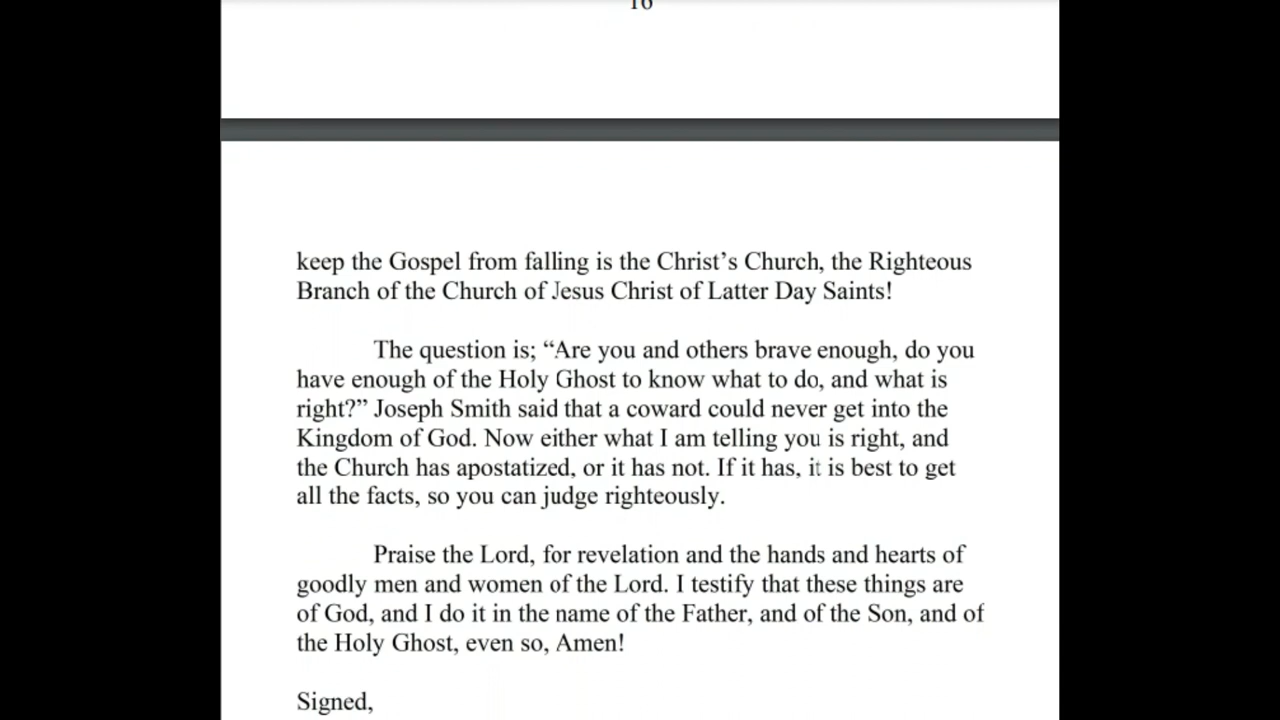 16
keep the Gospel from falling is the Christ’s Church, the Righteous
Branch of the Church of Jesus Christ of Latter Day Saints!
The question is; “Are you and others brave enough, do you
have enough of the Holy Ghost to know what to do, and what is
right?” Joseph Smith said that a coward could never get into the
Kingdom of God. Now either what I am telling you is right, and
the Church has apostatized, or it has not. If it has, it is best to get
all the facts, so you can judge righteously.
Praise the Lord, for revelation and the hands and hearts of
goodly men and women of the Lord. I testify that these things are
of God, and I do it in the name of the Father, and of the Son, and of
the Holy Ghost, even so, Amen!
Signed,